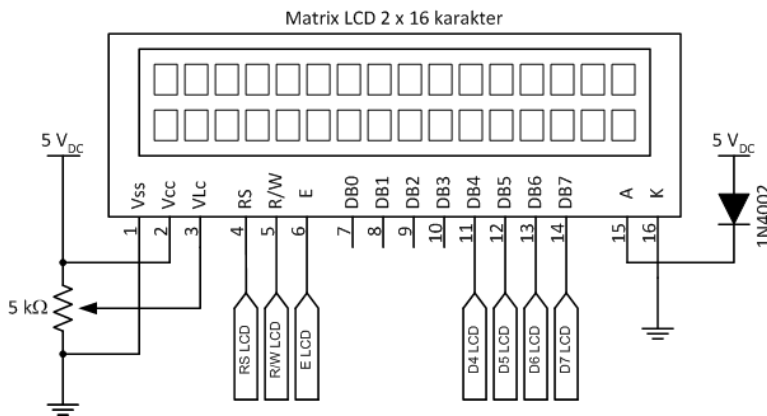 Matrix LCD 2 x 16 karakter
5 VDC
5 VDC
Vss
Vcc
VLc
RS
R/W
E
DB0
DB1
DB2
DB3
DB4
DB5
DB6
DB7
A
K
1
2
3
4
5
6
7
8
9
10
11
12
13
14
15
16
1N4002
5 kΩ
RS LCD
R/W LCD
E LCD
D4 LCD
D5 LCD
D6 LCD
D7 LCD